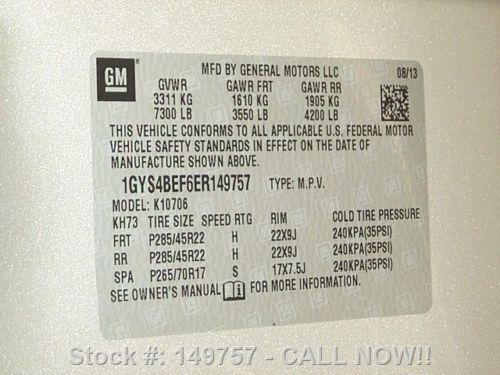 GM
MFD BY GENERAL MOTORS LLC 08/13
GVWR GAWR FRT GAWR RR
3311 KG 1610 KG 1905 KG
7300 LB 3550 LB 4200 LB
THIS VEHICLE CONFORMS TO ALL APPLICABLE U.S. FEDERAL MOTOR
VEHICLE SAFETY STANDARDS IN EFFECT ON THE DATE OF
MANUFACTURE SHOWN ABOVE.
1GYS4BEF6ER149757 TYPE: M.P.V.
MODEL: K10706
KH73 TIRE SIZE SPEED RTG RIM COLD TIRE PRESSURE
FRT P285/45R22 H 22X9J 240KPA(35PSI)
RR P285/45R22 H 22X9J 240KPA(35PSI)
SPA P265/70R17 S 17X7.5J 240KPA(35PSI)
SEE OWNER'S MANUAL FOR MORE INFORMATION.
Stock #: 149757 - CALL NOW!!